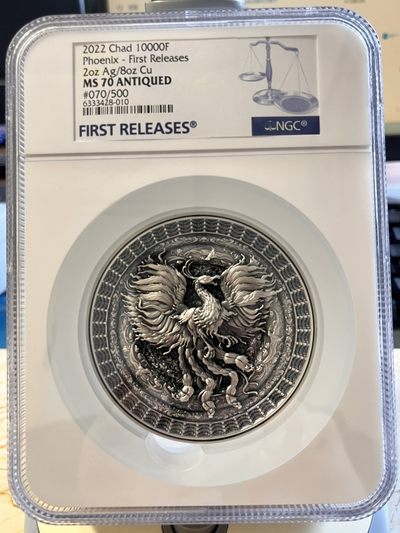 2022 Chad 10000F
Phoenix - First Releases
2oz Ag/8oz Cu
MS 70 ANTIQUED
#070/500
6333428-010
FIRST RELEASES®
NGC®